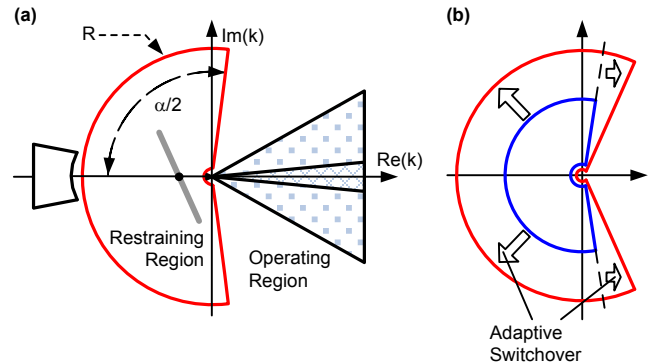 (a)
R
Im(k)
α/2
Re(k)
Restraining
Region
Operating
Region
(b)
Adaptive
Switchover